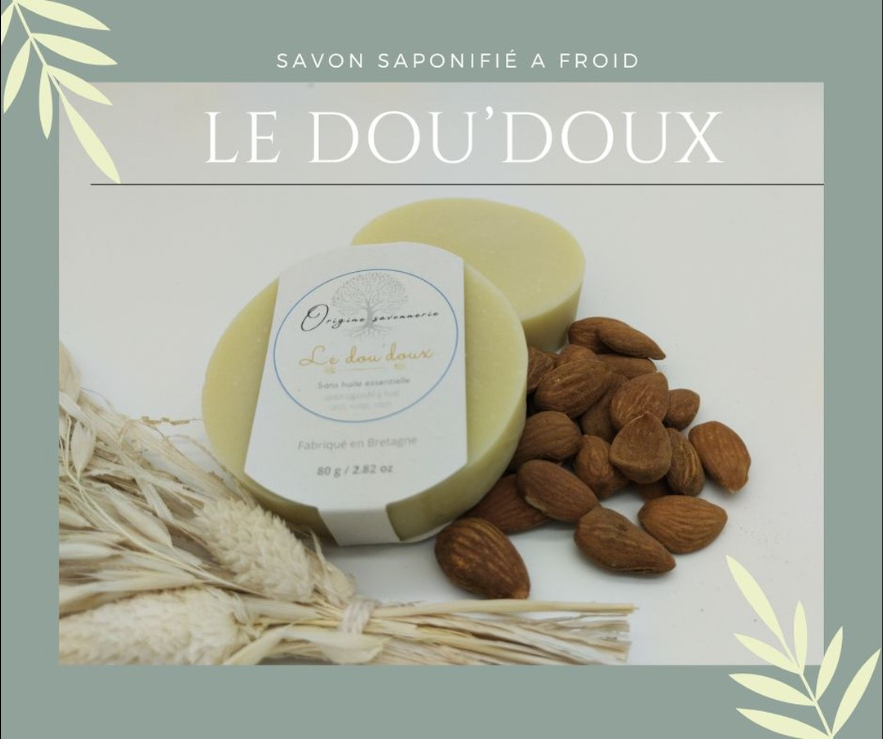 SAVON SAPONIFIÉ A FROID
LE DOU’DOUX
Origine savonnerie
Le dou'doux
Sans huile essentielle
Fabriqué en Bretagne
80 g / 2.82 oz